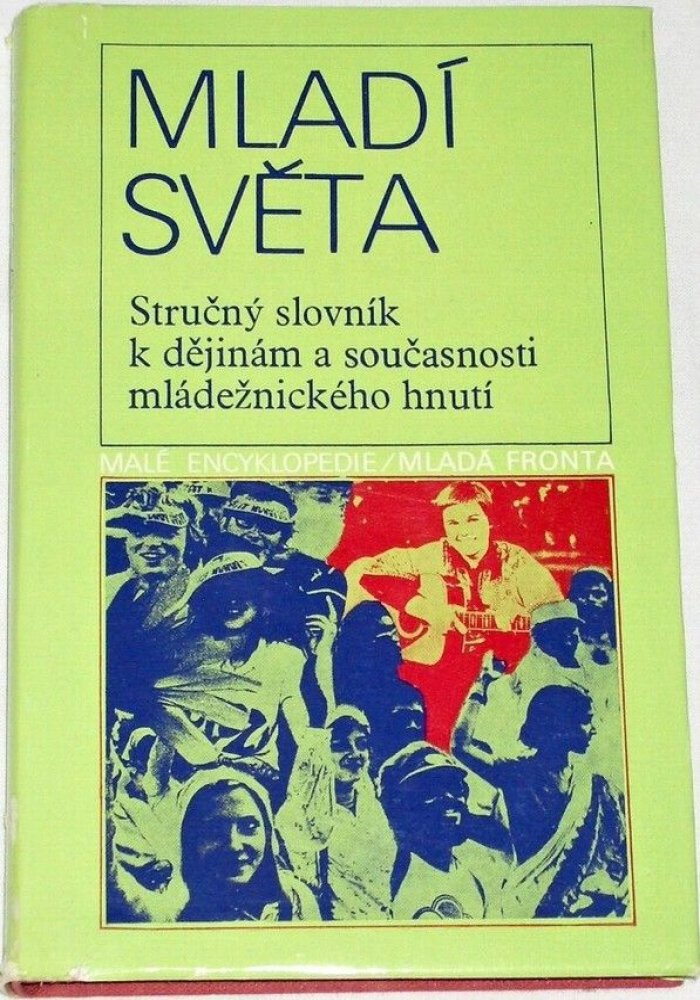 MLADÍ
SVĚTA
Stručný slovník
k dějinám a současnosti
mládežnického hnutí
MALÉ ENCYKLOPEDIE/MLADÁ FRONTA